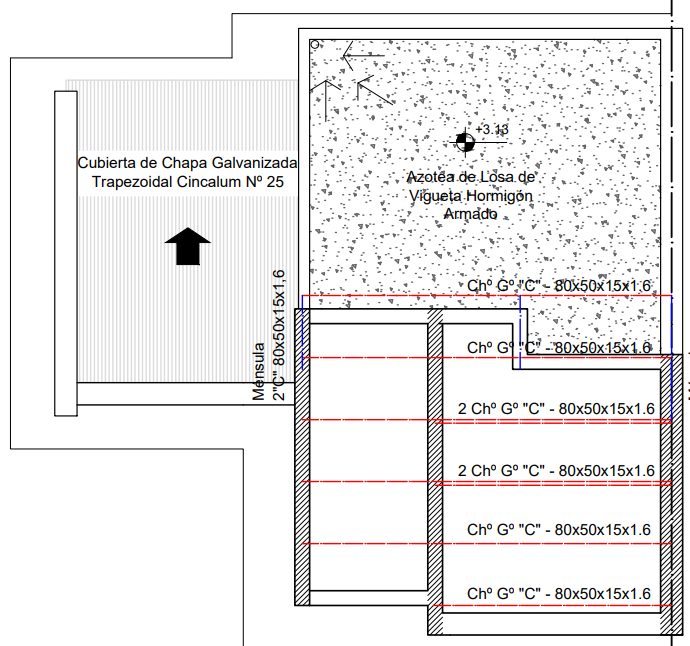 +3.13
Cubierta de Chapa Galvanizada
Trapezoidal Cincalum Nº 25
Azotea de Losa de
Vigueta Hormigón
Armado
Mensula
2"C" 80x50x15x1,6
Chº Gº "C" - 80x50x15x1.6
Chº Gº "C" - 80x50x15x1.6
2 Chº Gº "C" - 80x50x15x1.6
2 Chº Gº "C" - 80x50x15x1.6
Chº Gº "C" - 80x50x15x1.6
Chº Gº "C" - 80x50x15x1.6